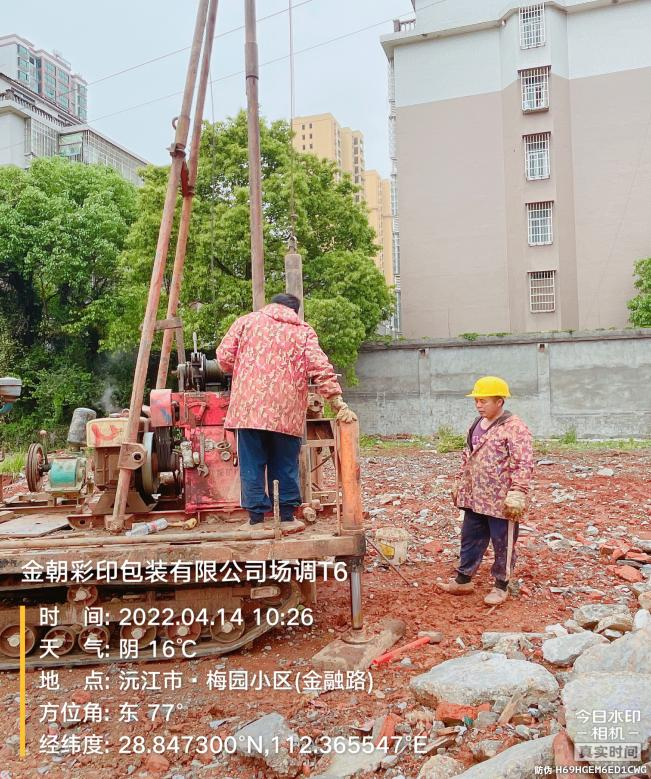 金朝彩印包装有限公司场调T6
时 间: 2022.04.14 10:26
天 气: 阴 16℃
地 点: 沅江市·梅园小区(金融路)
方位角: 东 77°
经纬度: 28.847300°N,112.365547°E
今日水印
相机
真实时间
防伪 H69HGEM6ED1CWG